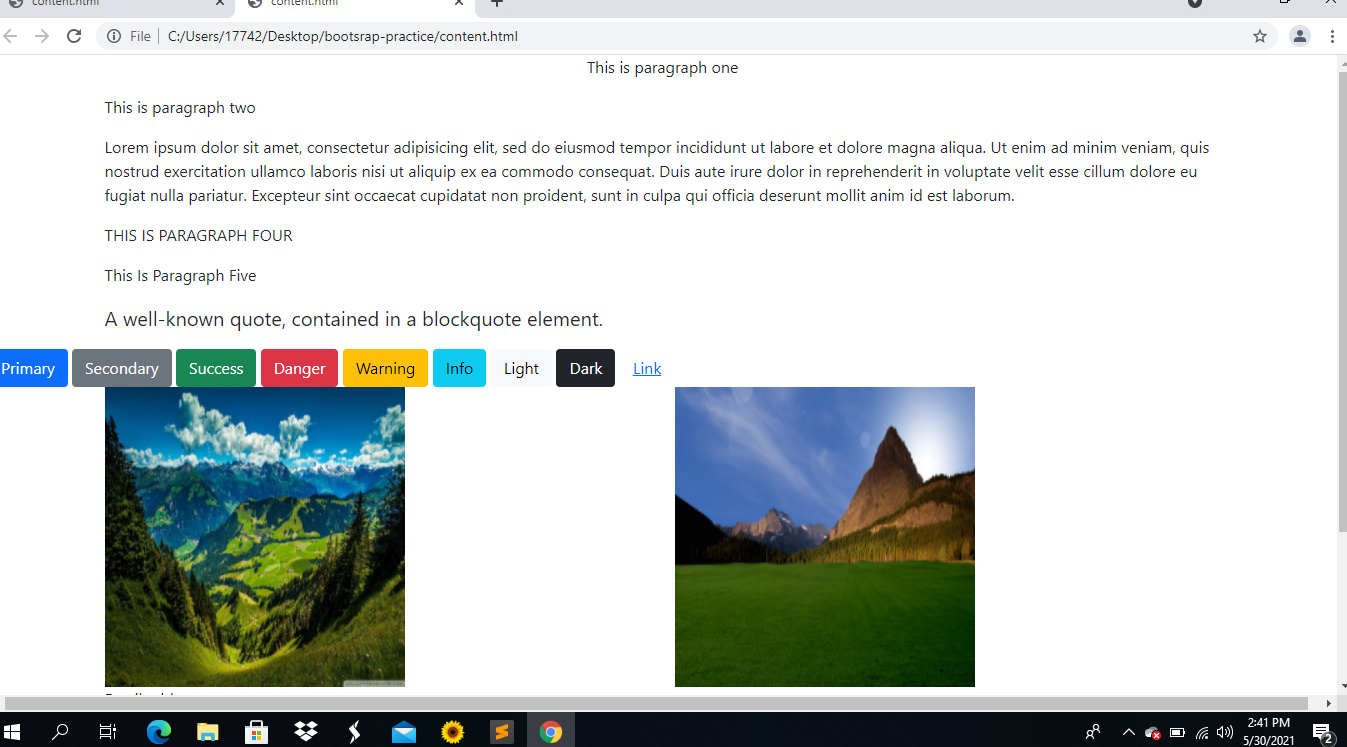 content.html
content.html
File
C:/Users/17742/Desktop/bootsrap-practice/content.html
This is paragraph one
This is paragraph two
Lorem ipsum dolor sit amet, consectetur adipisicing elit, sed do eiusmod tempor incididunt ut labore et dolore magna aliqua. Ut enim ad minim veniam, quis
nostrud exercitation ullamco laboris nisi ut aliquip ex ea commodo consequat. Duis aute irure dolor in reprehenderit in voluptate velit esse cillum dolore eu
fugiat nulla pariatur. Excepteur sint occaecat cupidatat non proident, sunt in culpa qui officia deserunt mollit anim id est laborum.
THIS IS PARAGRAPH FOUR
This Is Paragraph Five
A well-known quote, contained in a blockquote element.
Primary Secondary Success Danger Warning Info Light Dark Link
2:41 PM
5/30/2021
2